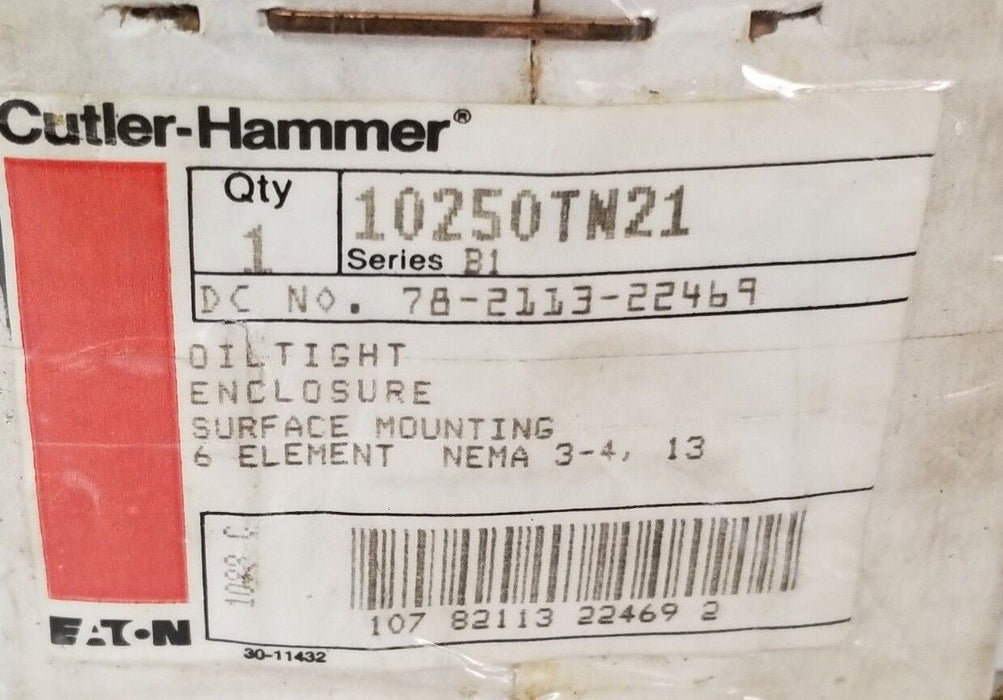 Cutler-Hammer®
Qty
1
10250TN21
Series B1
DC NO. 78-2113-22469
OILTIGHT
ENCLOSURE
SURFACE MOUNTING
6 ELEMENT NEMA 3-4, 13
107 82113 22469 2
EATON
30-11432